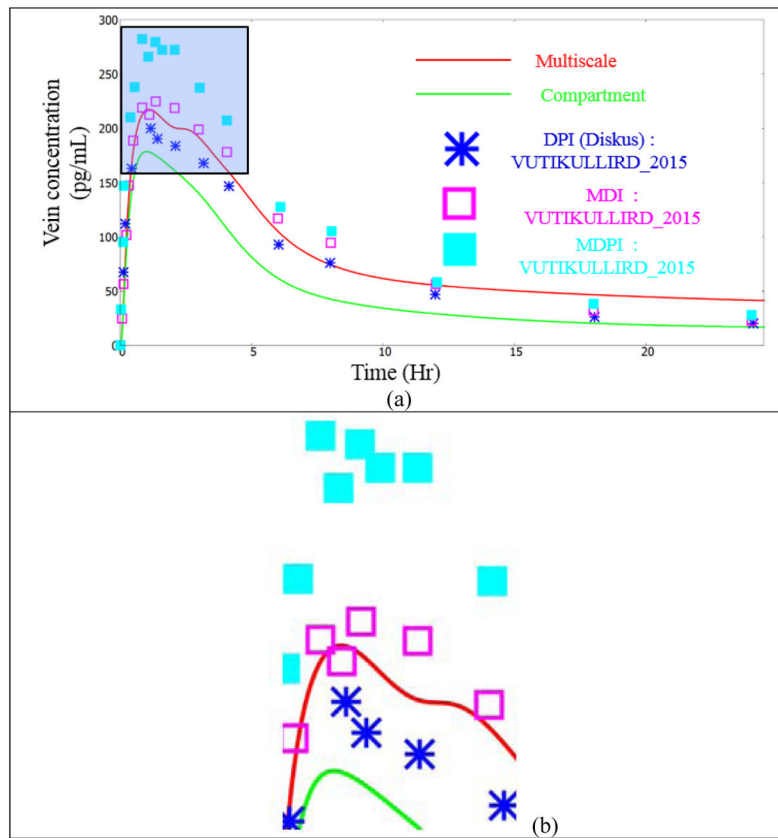 300
250
200
150
100
50
0
0
5
10
15
20
Vein concentration
(pg/mL)
Time (Hr)
Multiscale
Compartment
DPI (Diskus) :
VUTIKULLIRD_2015
MDI :
VUTIKULLIRD_2015
MDPI :
VUTIKULLIRD_2015
(a)
(b)